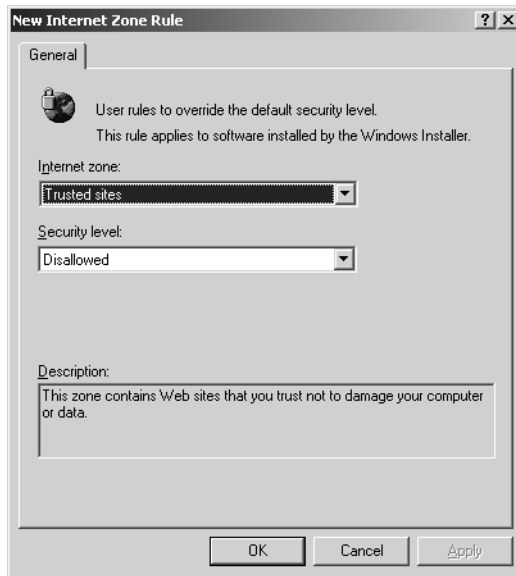 New Internet Zone Rule
General
User rules to override the default security level.
This rule applies to software installed by the Windows Installer.
Internet zone:
Trusted sites
Security level:
Disallowed
Description:
This zone contains Web sites that you trust not to damage your computer
or data.
OK Cancel Apply